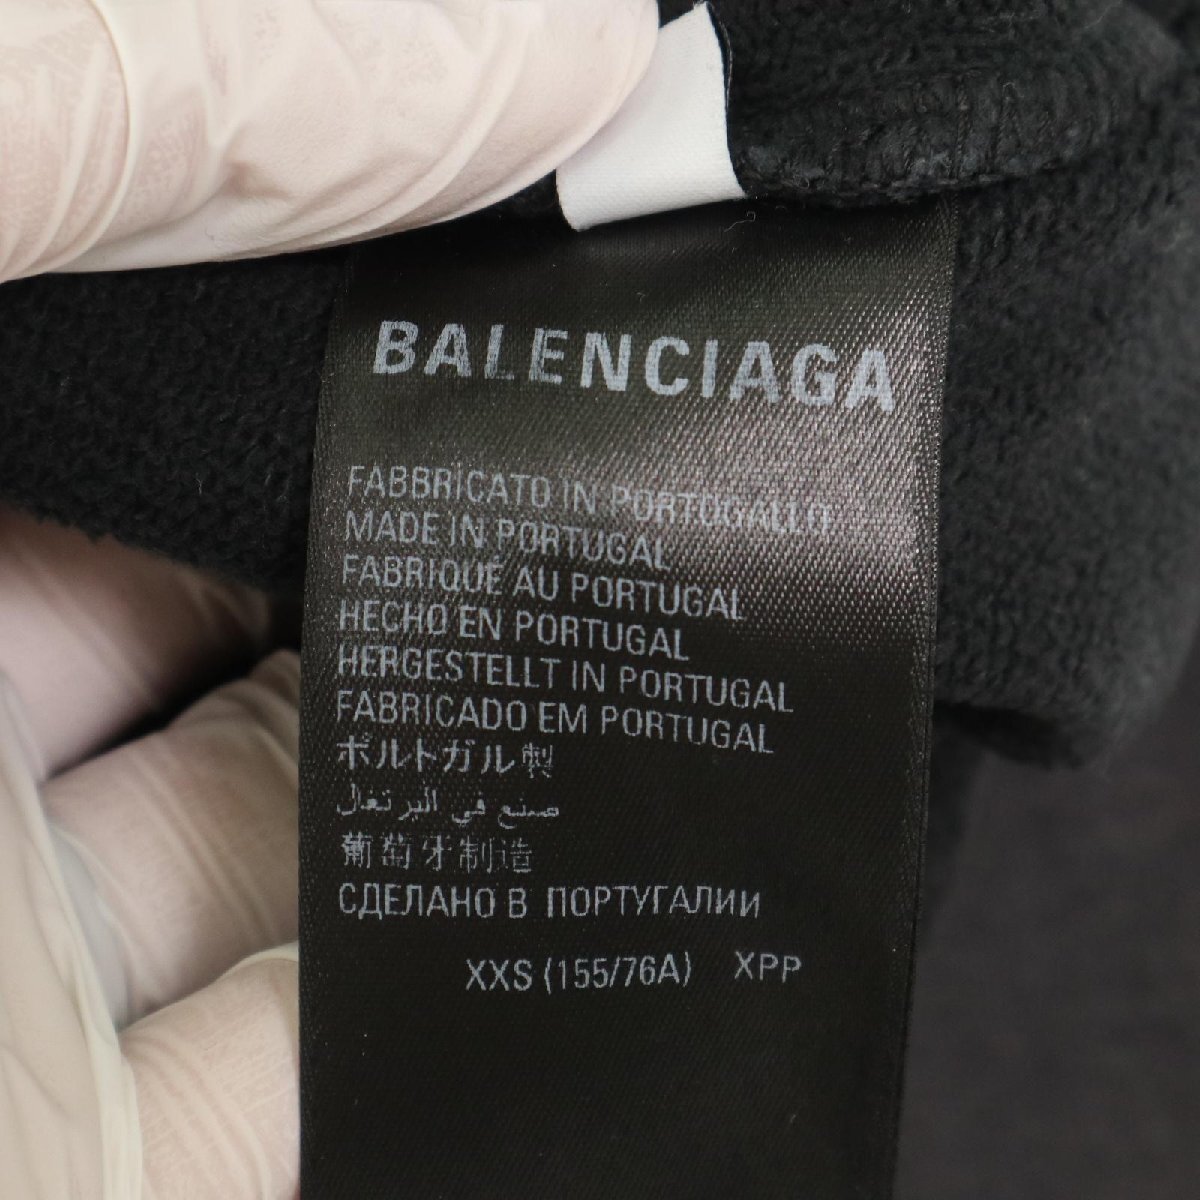 BALENCIAGA
FABBRICATO IN PORTOGALLO
MADE IN PORTUGAL
FABRIQUÉ AU PORTUGAL
HECHO EN PORTUGAL
HERGESTELLT IN PORTUGAL
FABRICADO EM PORTUGAL
ポルトガル製
صنع في البرتغال
葡萄牙制造
СДЕЛАНО В ПОРТУГАЛИИ
XXS (155/76A) XPP